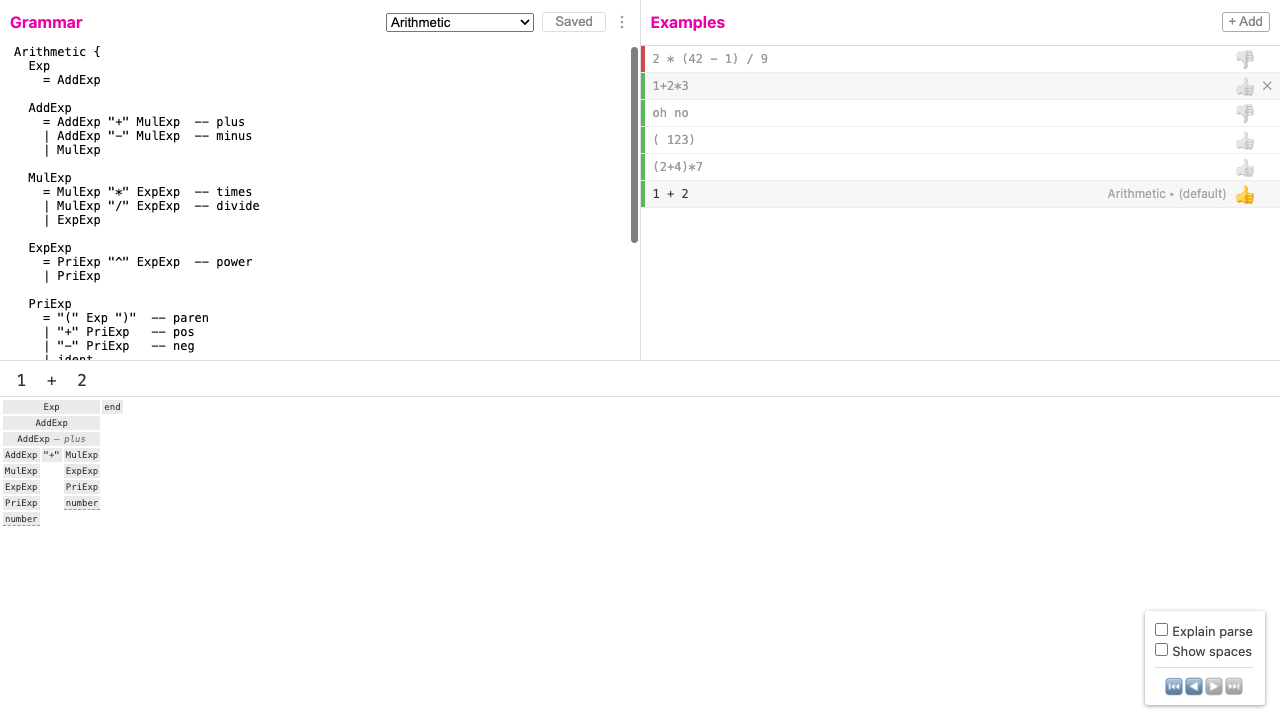 Grammar
Arithmetic
Saved
Arithmetic {
Exp
= AddExp
AddExp
= AddExp "+" MulExp -- plus
| AddExp "-" MulExp -- minus
| MulExp
MulExp
= MulExp "*" ExpExp -- times
| MulExp "/" ExpExp -- divide
| ExpExp
ExpExp
= PriExp "^" ExpExp -- power
| PriExp
PriExp
= "(" Exp ")" -- paren
| "+" PriExp -- pos
| "-" PriExp -- neg
| ident
Examples
+ Add
2 * (42 - 1) / 9
1+2*3
oh no
( 123)
(2+4)*7
1 + 2 Arithmetic ▸ (default)
1 + 2
Exp end
AddExp
AddExp – plus
AddExp "+" MulExp
MulExp ExpExp
ExpExp PriExp
PriExp number
number
Explain parse
Show spaces